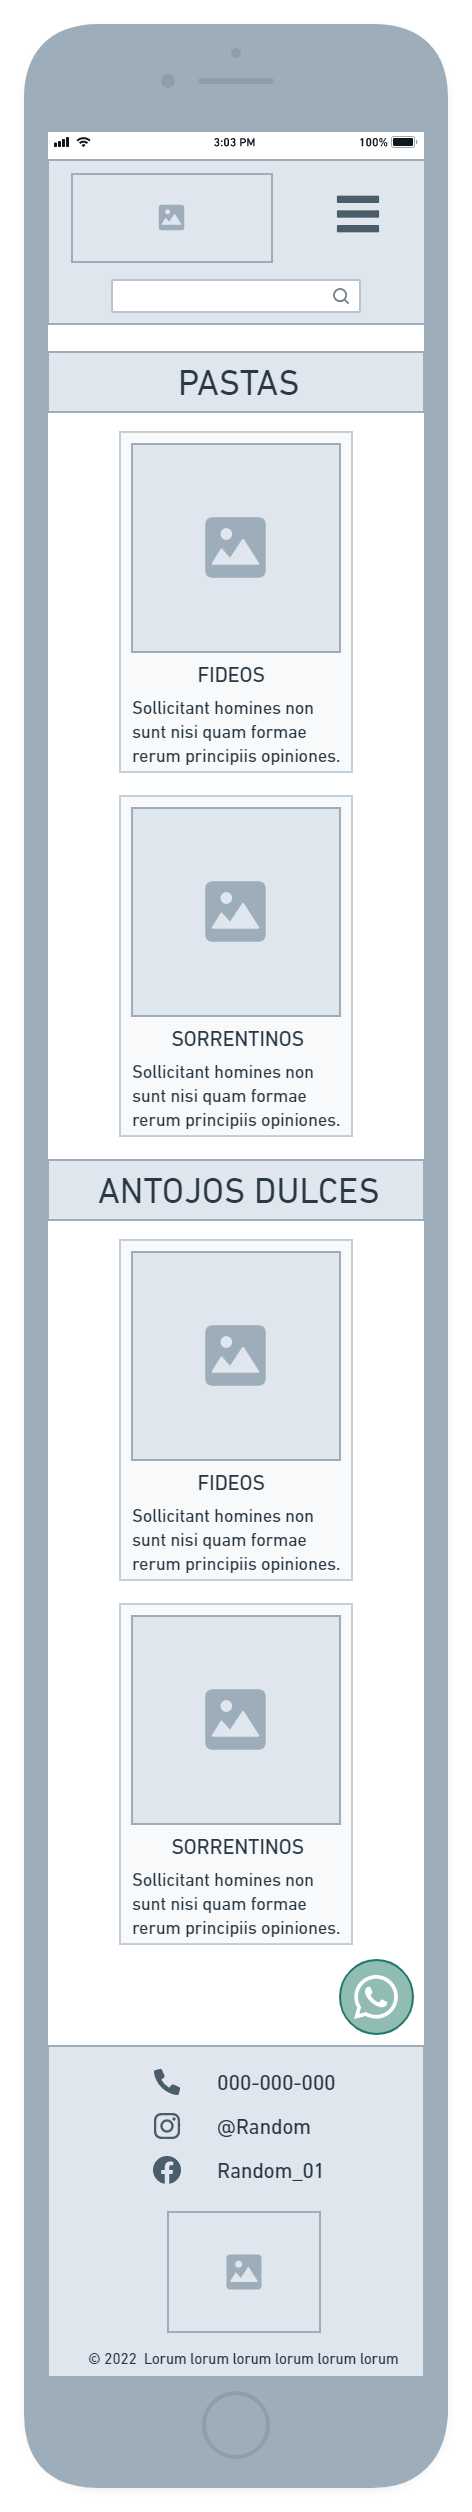 3:03 PM 100%
PASTAS
FIDEOS
Sollicitant homines non
sunt nisi quam formae
rerum principiis opiniones.
SORRENTINOS
Sollicitant homines non
sunt nisi quam formae
rerum principiis opiniones.
ANTOJOS DULCES
FIDEOS
Sollicitant homines non
sunt nisi quam formae
rerum principiis opiniones.
SORRENTINOS
Sollicitant homines non
sunt nisi quam formae
rerum principiis opiniones.
000-000-000
@Random
Random_01
© 2022 Lorum lorum lorum lorum lorum lorum